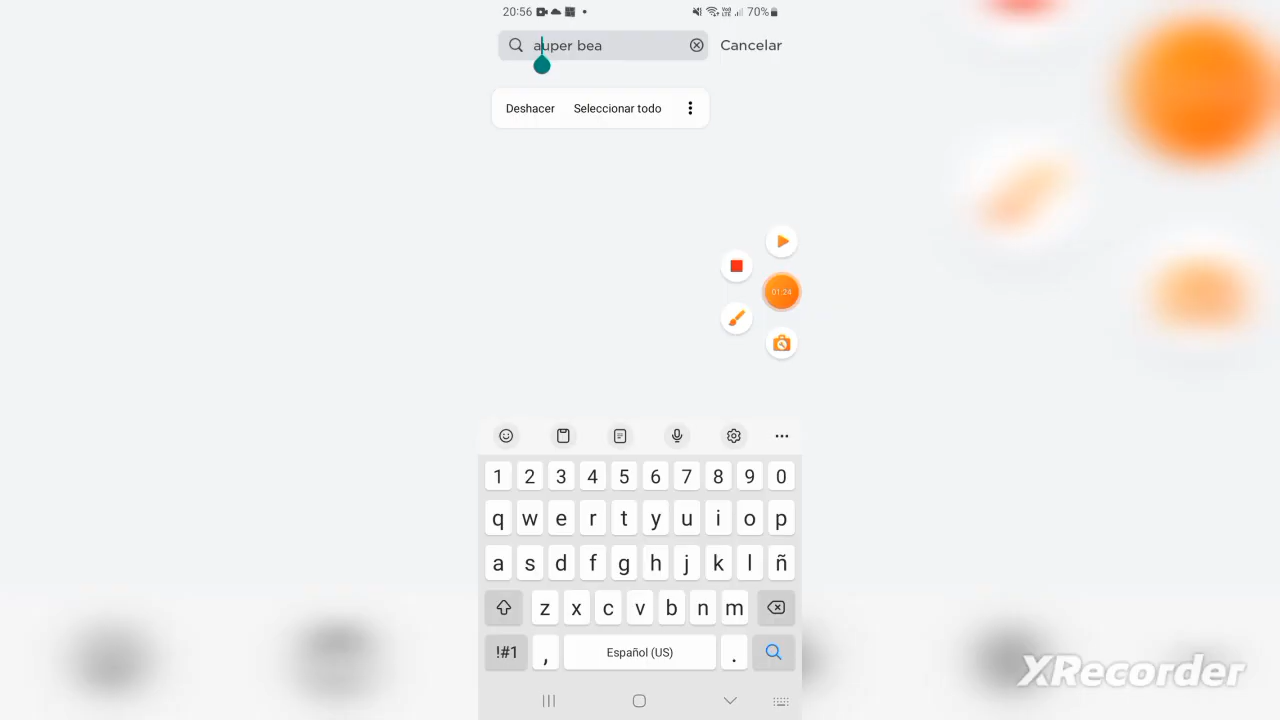 20:56 70%
auper bea Cancelar
Deshacer Seleccionar todo
01:24
1 2 3 4 5 6 7 8 9 0
q w e r t y u i o p
a s d f g h j k l ñ
z x c v b n m
!#1 , Español (US) .
XRecorder